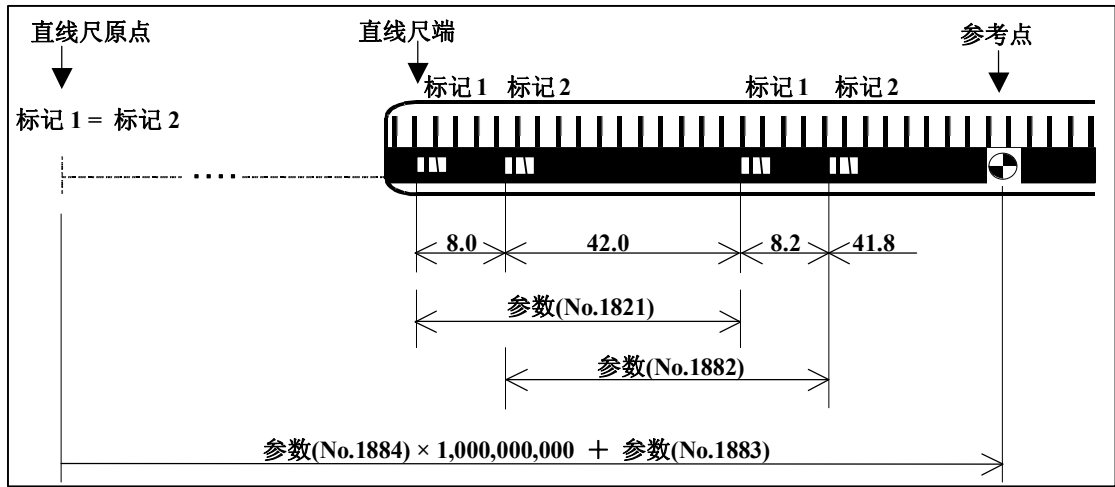 直线尺原点 直线尺端 参考点
标记 1 标记 2 标记 1 标记 2
标记 1 = 标记 2
8.0 42.0 8.2 41.8
参数(No.1821)
参数(No.1882)
参数(No.1884) × 1,000,000,000 + 参数(No.1883)